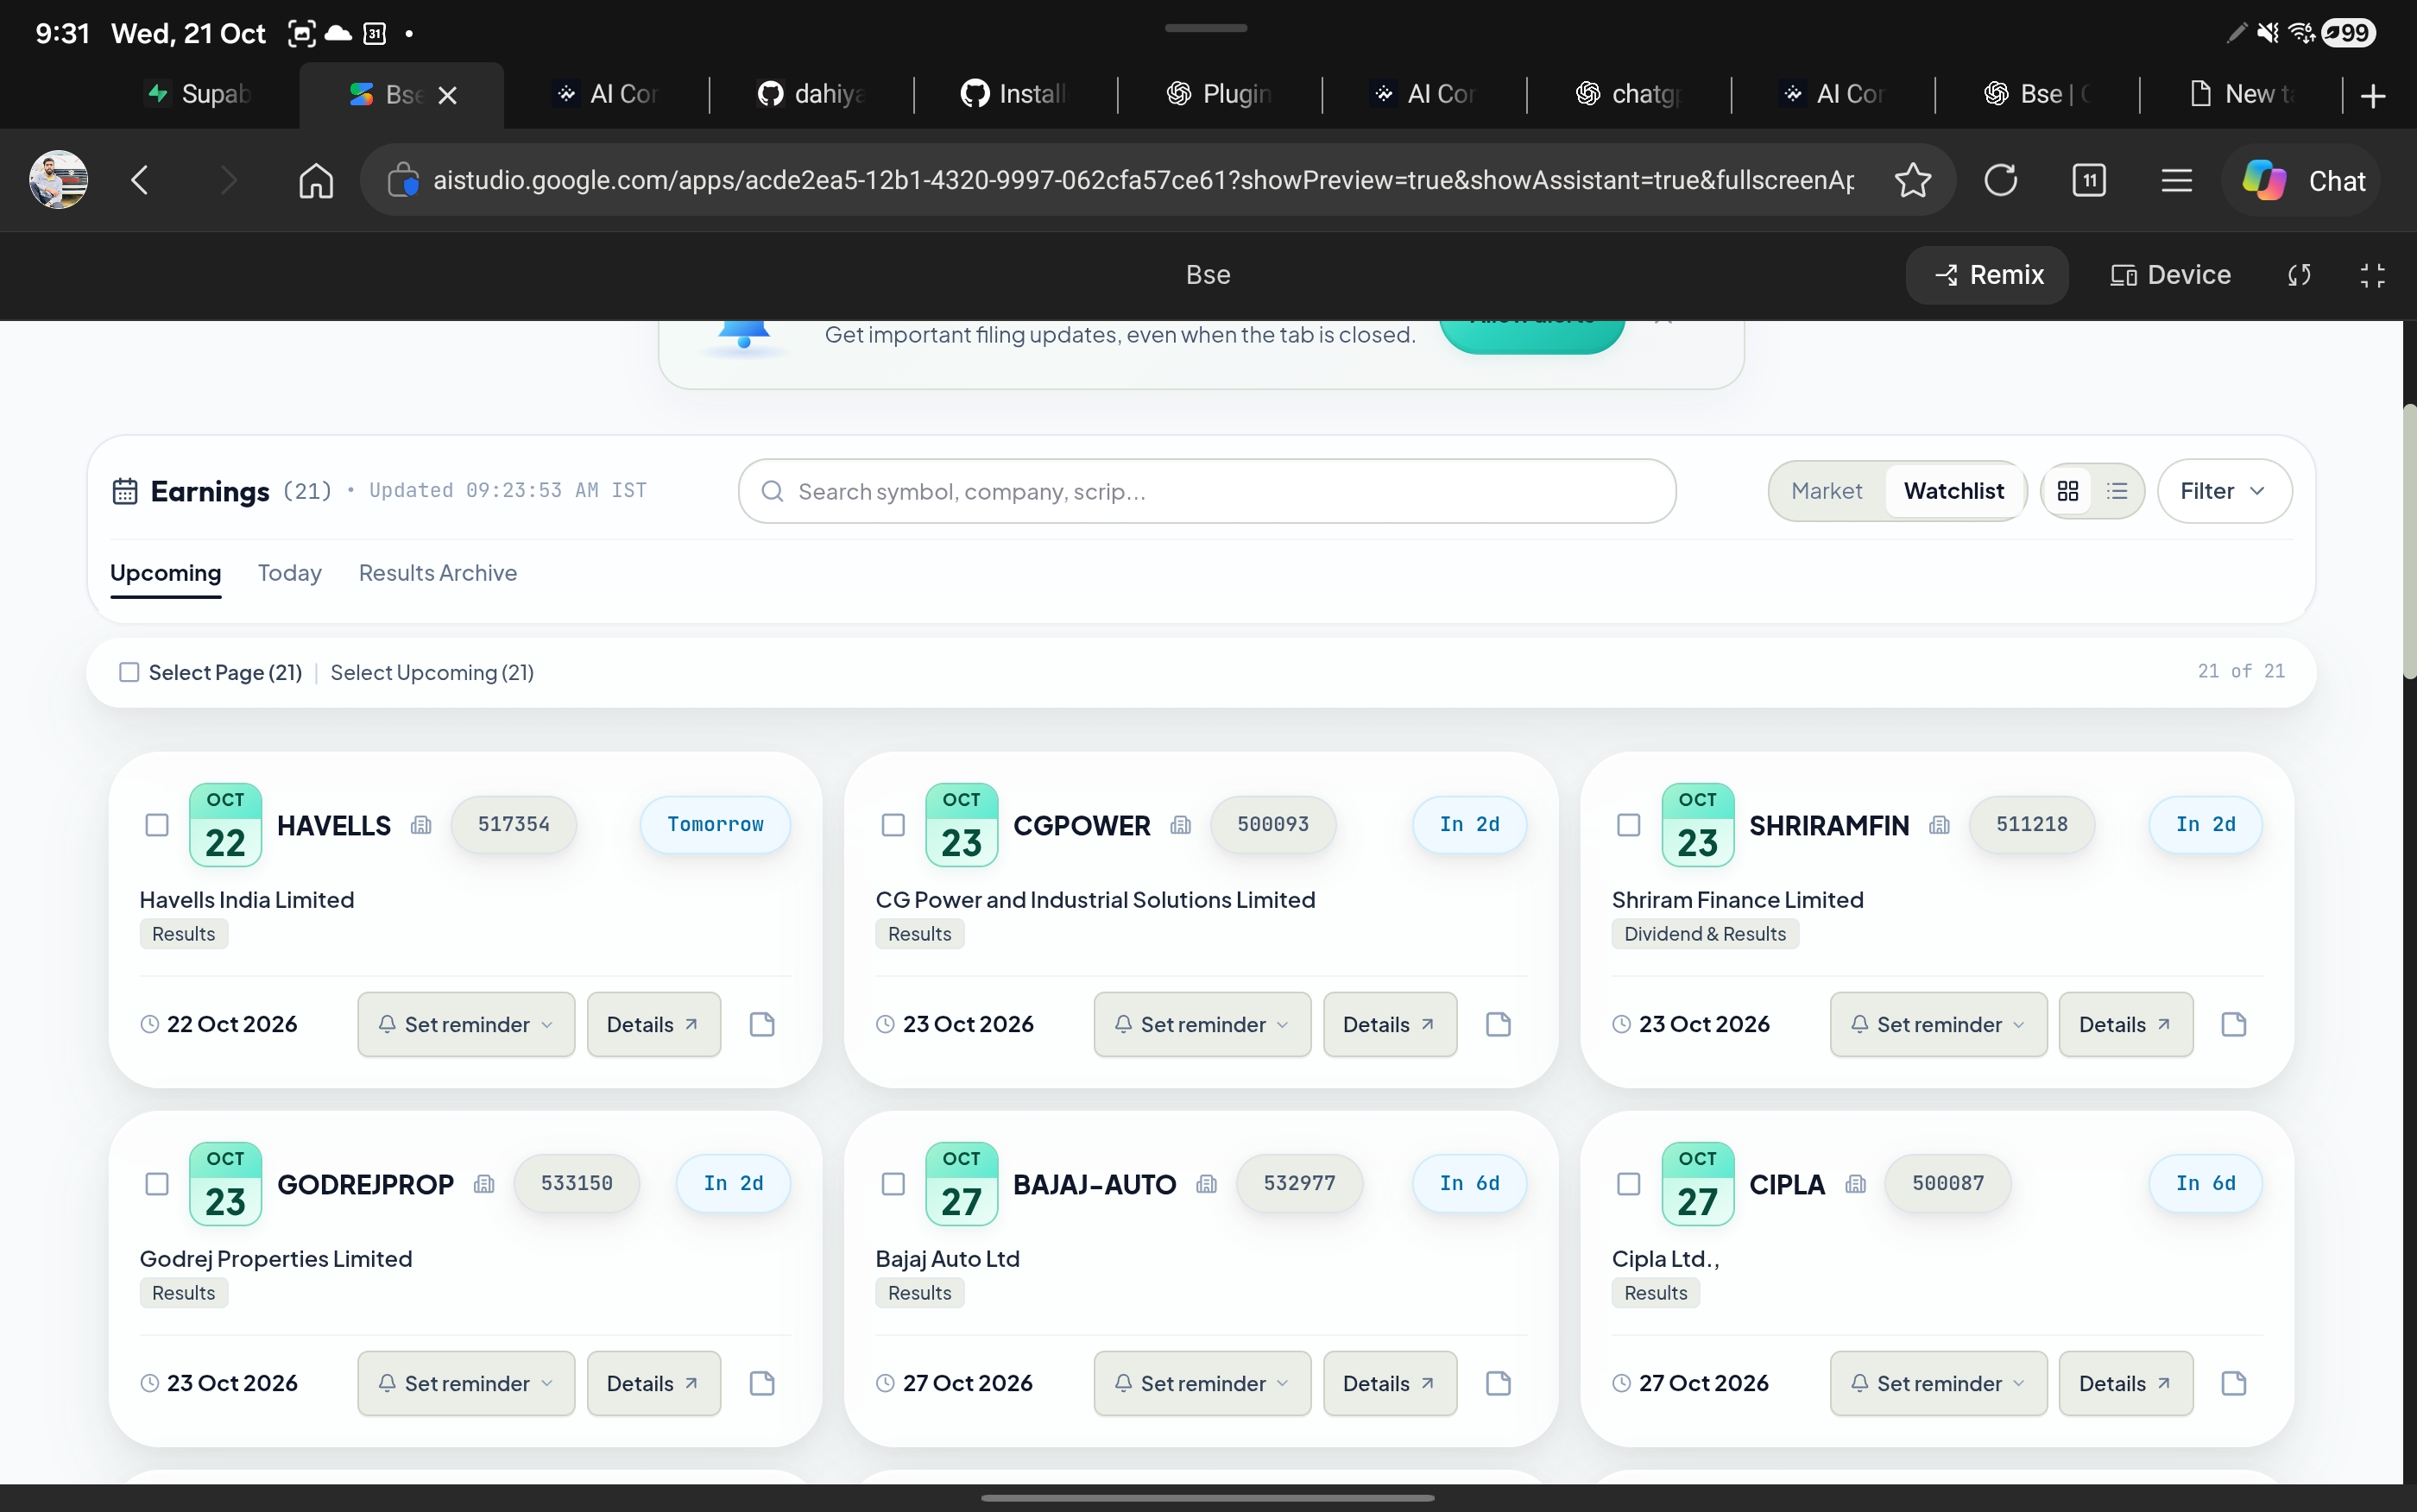 9:31 Wed, 21 Oct 31 99
Supab Bse AI Cor dahiya Install Plugin AI Cor chatgp AI Cor Bse | New ta
aistudio.google.com/apps/acde2ea5-12b1-4320-9997-062cfa57ce61?showPreview=true&showAssistant=true&fullscreenAp 11 Chat
Bse Remix Device
Get important filing updates, even when the tab is closed.
Earnings (21) • Updated 09:23:53 AM IST Search symbol, company, scrip... Market Watchlist Filter
Upcoming Today Results Archive
Select Page (21) | Select Upcoming (21) 21 of 21
OCT 22 HAVELLS 517354 Tomorrow
Havells India Limited
Results
22 Oct 2026 Set reminder Details
OCT 23 CGPOWER 500093 In 2d
CG Power and Industrial Solutions Limited
Results
23 Oct 2026 Set reminder Details
OCT 23 SHRIRAMFIN 511218 In 2d
Shriram Finance Limited
Dividend & Results
23 Oct 2026 Set reminder Details
OCT 23 GODREJPROP 533150 In 2d
Godrej Properties Limited
Results
23 Oct 2026 Set reminder Details
OCT 27 BAJAJ-AUTO 532977 In 6d
Bajaj Auto Ltd
Results
27 Oct 2026 Set reminder Details
OCT 27 CIPLA 500087 In 6d
Cipla Ltd.,
Results
27 Oct 2026 Set reminder Details